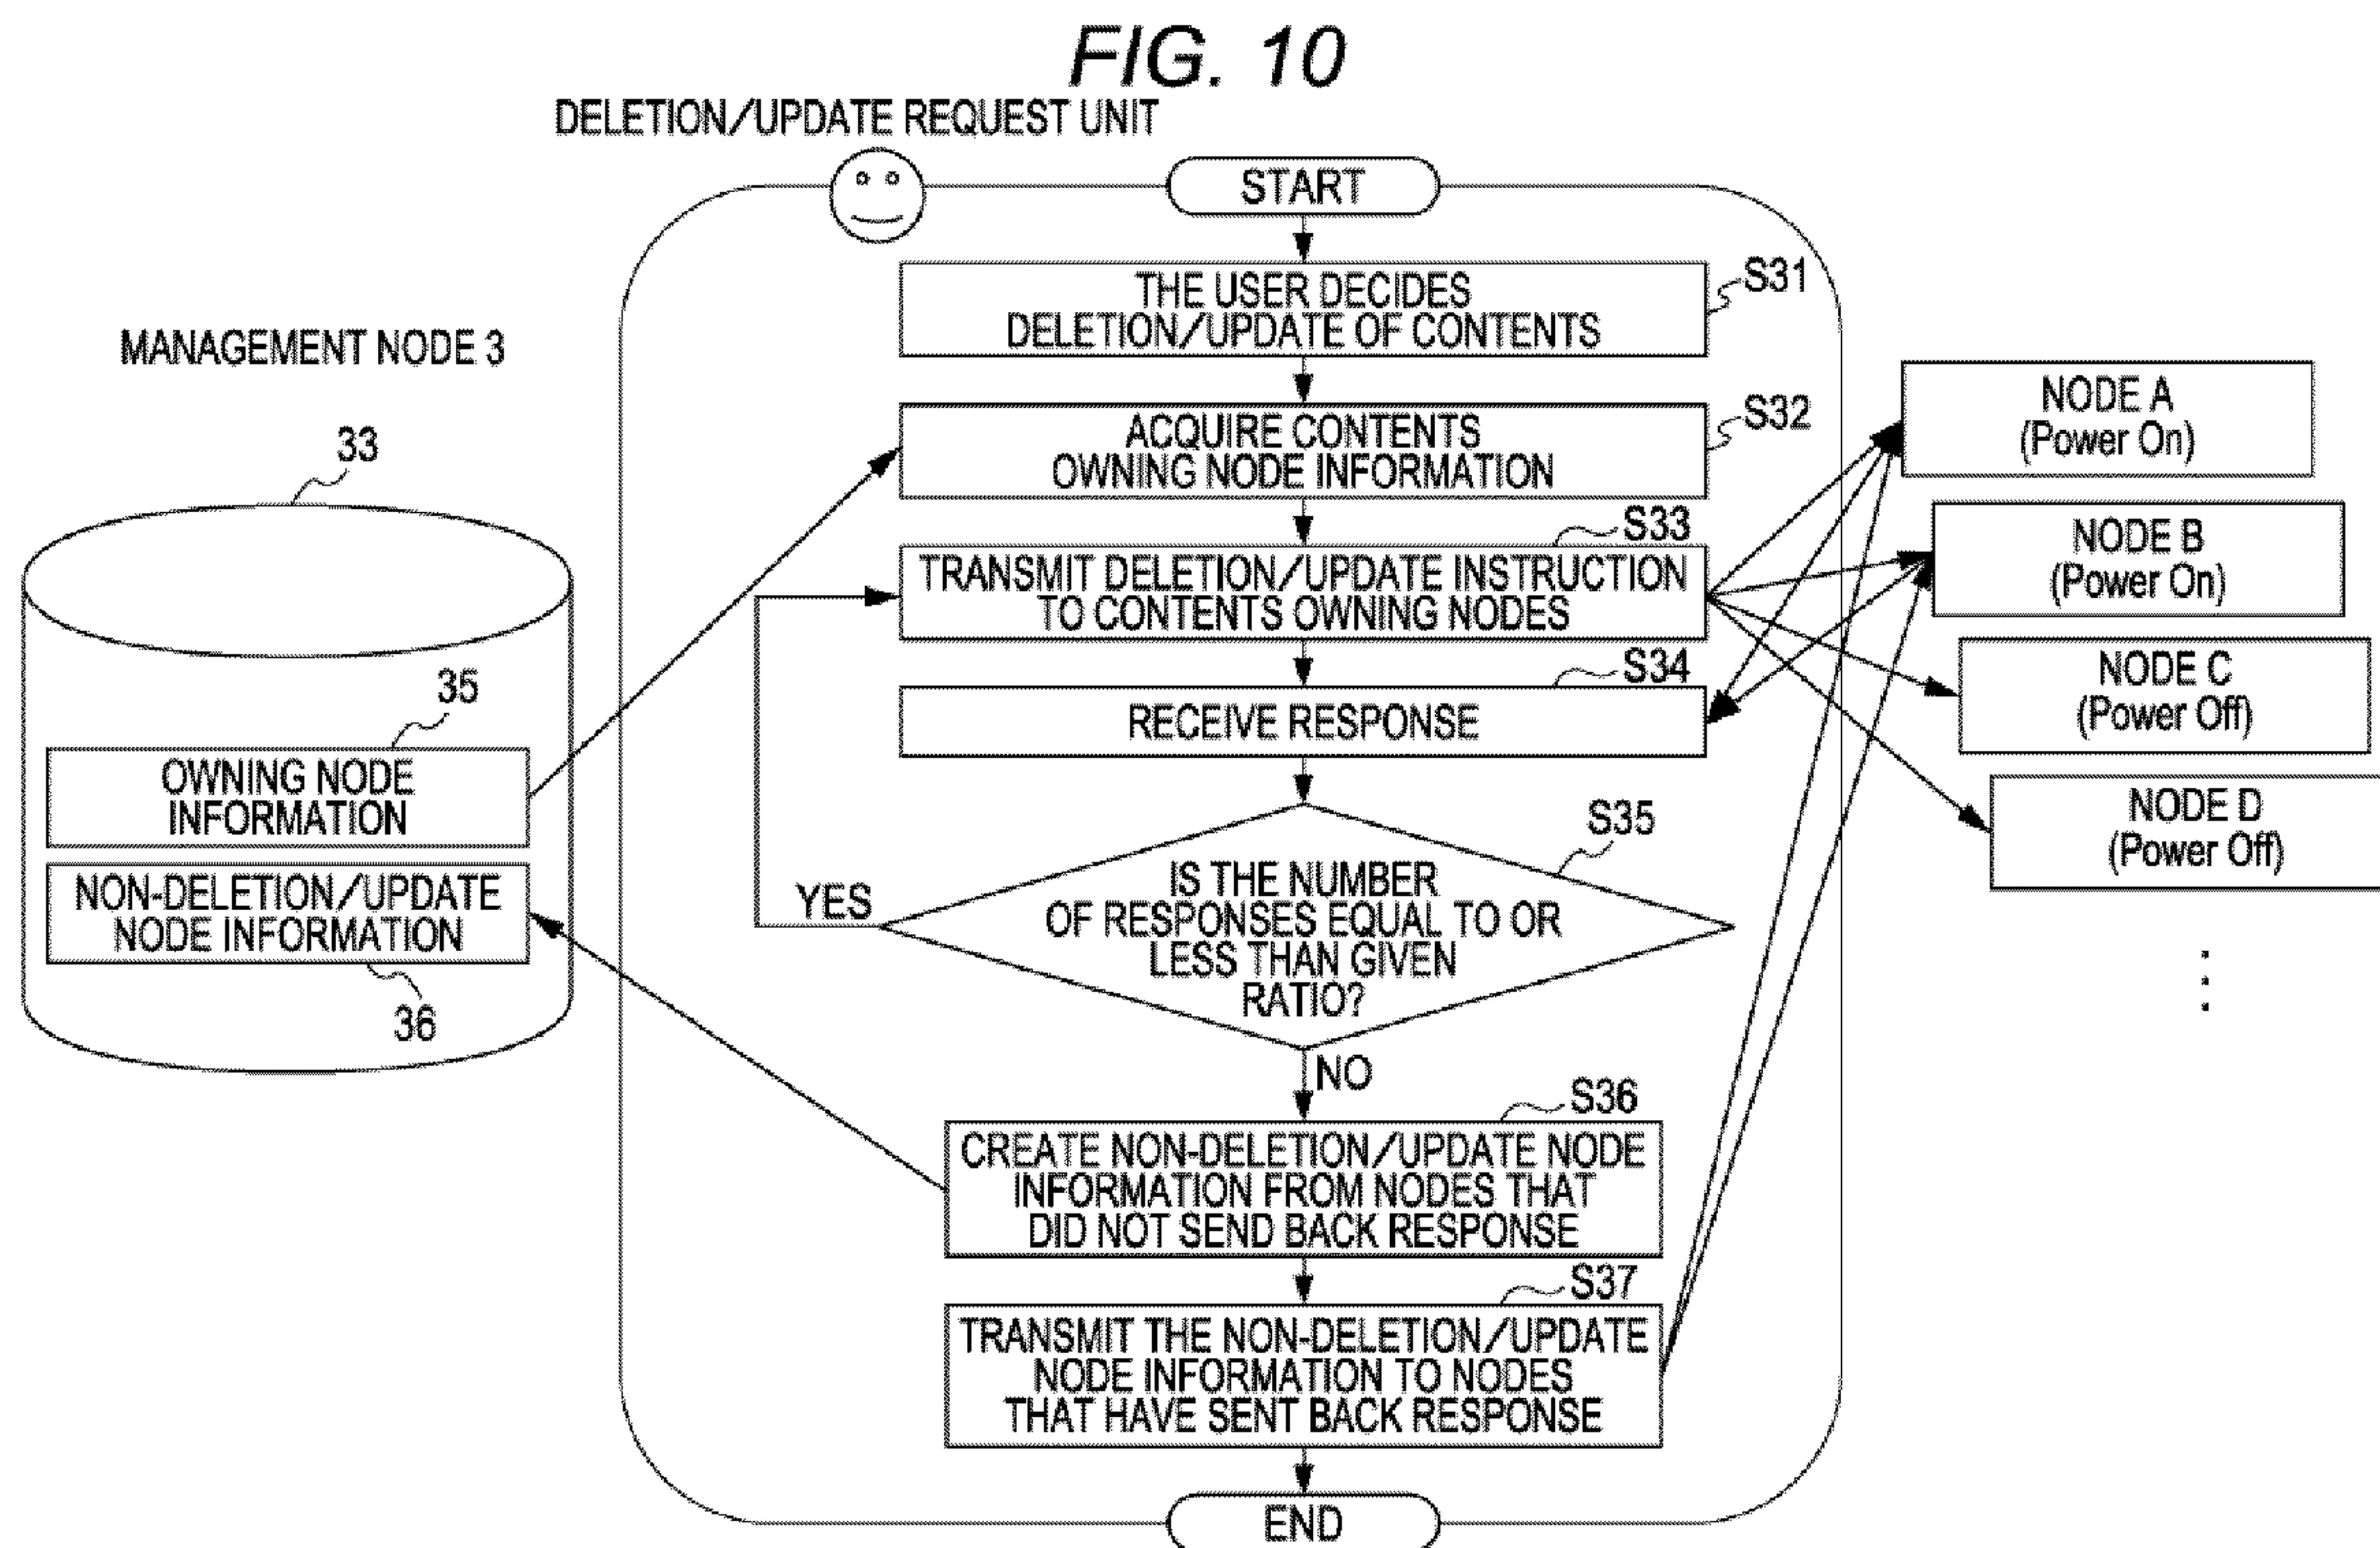 FIG. 10
DELETION/UPDATE REQUEST UNIT
START
THE USER DECIDES
DELETION/UPDATE OF CONTENTS
S31
MANAGEMENT NODE 3
33
ACQUIRE CONTENTS
OWNING NODE INFORMATION
S32
NODE A
(Power On)
TRANSMIT DELETION/UPDATE INSTRUCTION
TO CONTENTS OWNING NODES
S33
NODE B
(Power On)
RECEIVE RESPONSE
S34
NODE C
(Power Off)
35
OWNING NODE
INFORMATION
NODE D
(Power Off)
NON-DELETION/UPDATE
NODE INFORMATION
36
S35
IS THE NUMBER
OF RESPONSES EQUAL TO OR
LESS THAN GIVEN
RATIO?
YES
NO
S36
CREATE NON-DELETION/UPDATE NODE
INFORMATION FROM NODES THAT
DID NOT SEND BACK RESPONSE
S37
TRANSMIT THE NON-DELETION/UPDATE
NODE INFORMATION TO NODES
THAT HAVE SENT BACK RESPONSE
END